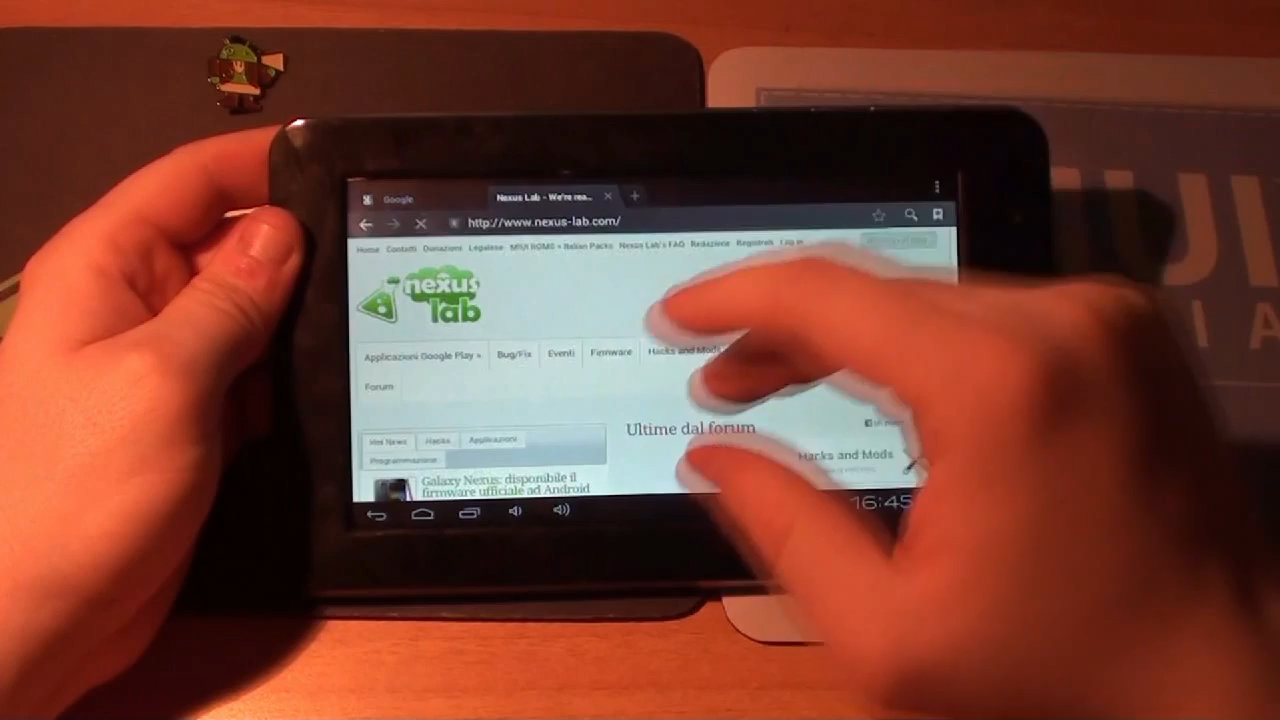 Google
Nexus Lab - We're rea...
http://www.nexus-lab.com/
Home Contatti Donazioni Legalese MIUI ROMS + Italian Packs Nexus Lab's FAQ Redazione Registrati Log in
nexus
lab
Applicazioni Google Play » Bug/Fix Eventi Firmware Hacks and Mods
Forum
Ultime dal forum
Hot News Hacks Applicazioni
Programmazione
Hacks and Mods
Galaxy Nexus: disponibile il
firmware ufficiale ad Android
16:45